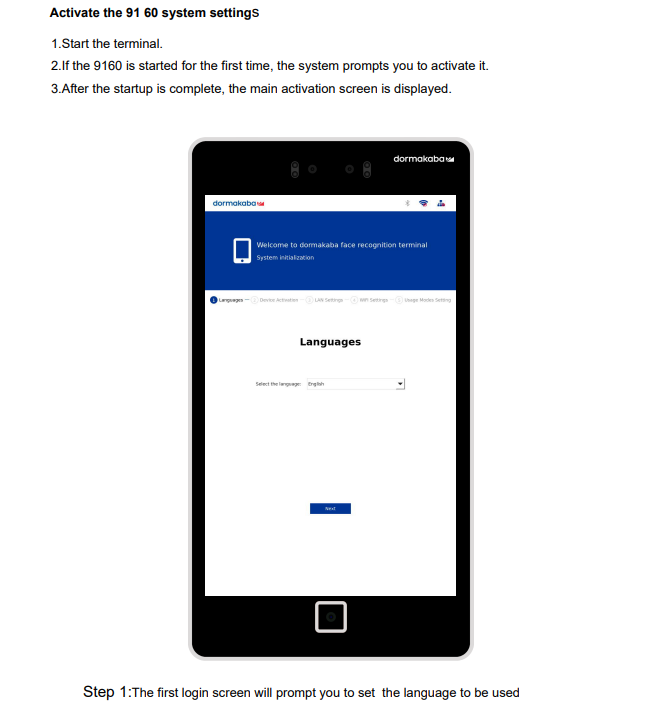 Activate the 91 60 system settings
1.Start the terminal.
2.If the 9160 is started for the first time, the system prompts you to activate it.
3.After the startup is complete, the main activation screen is displayed.
dormakaba
dormakaba
Welcome to dormakaba face recognition terminal
System initialization
1 Languages 2 Device Activation 3 LAN Settings 4 WiFi Settings 5 Usage Modes Setting
Languages
Select the language: English
Next
Step 1:The first login screen will prompt you to set the language to be used